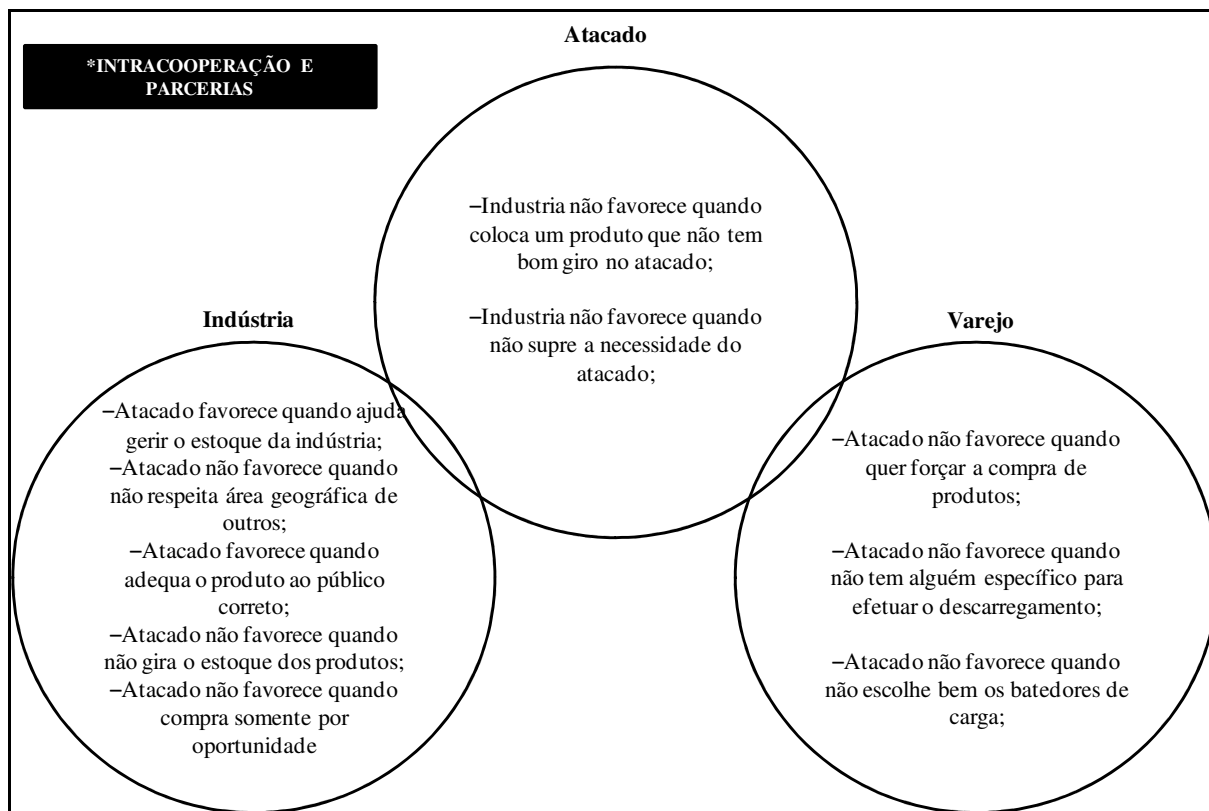 *INTRACOOPERAÇÃO E
PARCERIAS
Atacado
–Industria não favorece quando
coloca um produto que não tem
bom giro no atacado;
–Industria não favorece quando
não supre a necessidade do
atacado;
Indústria
–Atacado favorece quando ajuda
gerir o estoque da indústria;
–Atacado não favorece quando
não respeita área geográfica de
outros;
–Atacado favorece quando
adequa o produto ao público
correto;
–Atacado não favorece quando
não gira o estoque dos produtos;
–Atacado não favorece quando
compra somente por
oportunidade
Varejo
–Atacado não favorece quando
quer forçar a compra de
produtos;
–Atacado não favorece quando
não tem alguém específico para
efetuar o descarregamento;
–Atacado não favorece quando
não escolhe bem os batedores de
carga;